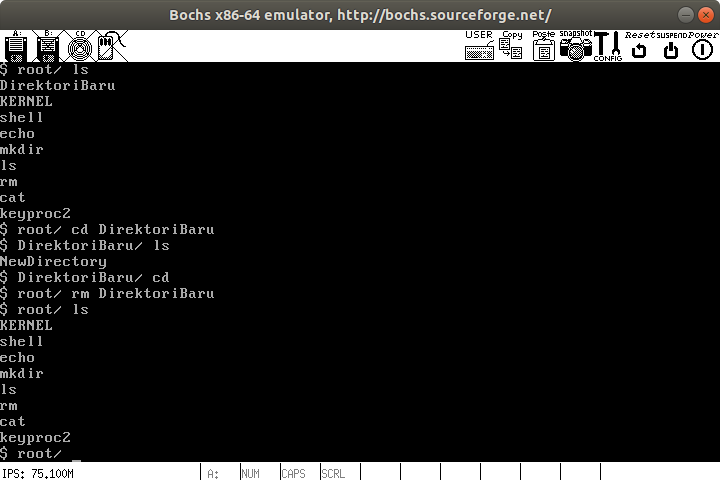 Bochs x86-64 emulator, http://bochs.sourceforge.net/
A: B: CD USER Copy Paste snapshot CONFIG Reset SUSPEND Power
$ root/ ls
DirektoriBaru
KERNEL
shell
echo
mkdir
ls
rm
cat
keyproc2
$ root/ cd DirektoriBaru
$ DirektoriBaru/ ls
NewDirectory
$ DirektoriBaru/ cd
$ root/ rm DirektoriBaru
$ root/ ls
KERNEL
shell
echo
mkdir
ls
rm
cat
keyproc2
$ root/ _
IPS: 75.100M A: NUM CAPS SCRL